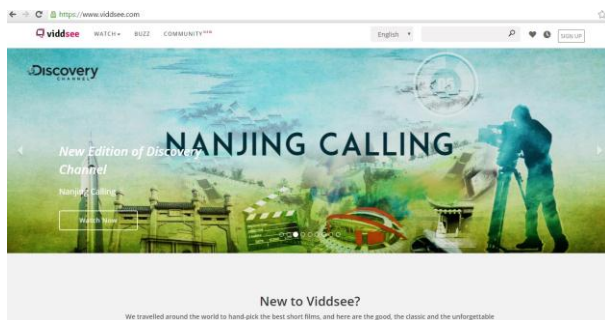 https://www.viddsee.com
viddsee WATCH BUZZ COMMUNITY English SIGN UP
Discovery
CHANNEL
NANJING CALLING
New Edition of Discovery
Channel
Nanjing Calling
Watch Now
New to Viddsee?
We travelled around the world to hand-pick the best short films, and here are the good, the classic and the unforgettable